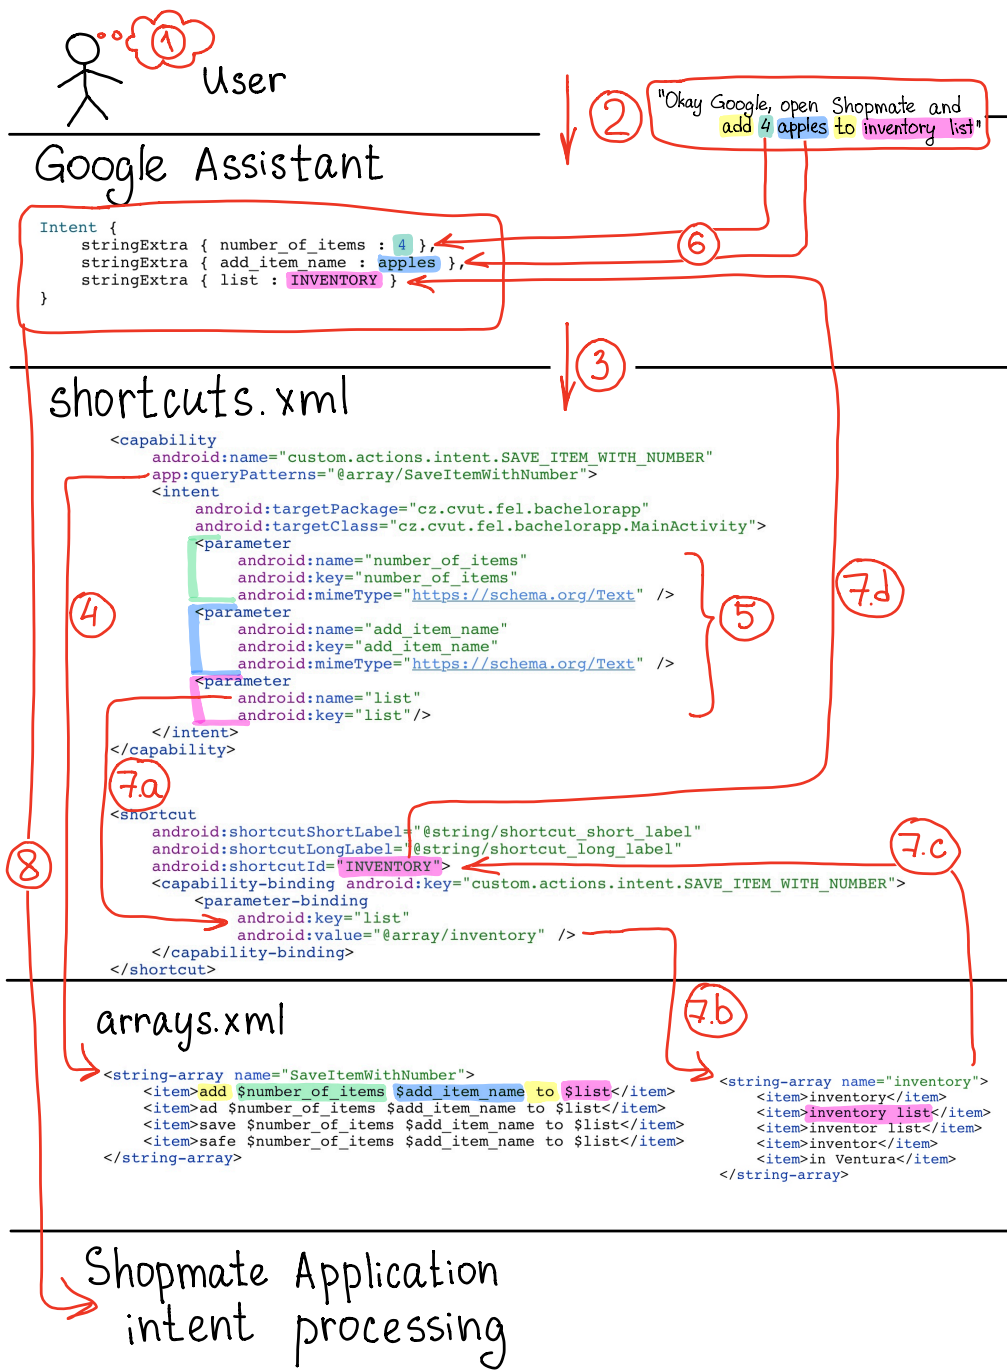 1
User
2
"Okay Google, open Shopmate and
add 4 apples to inventory list"
Google Assistant
Intent {
stringExtra { number_of_items : 4 },
stringExtra { add_item_name : apples },
stringExtra { list : INVENTORY }
}
6
3
shortcuts.xml
<capability
android:name="custom.actions.intent.SAVE_ITEM_WITH_NUMBER"
app:queryPatterns="@array/SaveItemWithNumber">
<intent
android:targetPackage="cz.cvut.fel.bachelorapp"
android:targetClass="cz.cvut.fel.bachelorapp.MainActivity">
<parameter
android:name="number_of_items"
android:key="number_of_items"
android:mimeType="https://schema.org/Text" />
<parameter
android:name="add_item_name"
android:key="add_item_name"
android:mimeType="https://schema.org/Text" />
<parameter
android:name="list"
android:key="list"/>
</intent>
</capability>
4
5
7.d
7.a
<shortcut
android:shortcutShortLabel="@string/shortcut_short_label"
android:shortcutLongLabel="@string/shortcut_long_label"
android:shortcutId="INVENTORY">
<capability-binding android:key="custom.actions.intent.SAVE_ITEM_WITH_NUMBER">
<parameter-binding
android:key="list"
android:value="@array/inventory" />
</capability-binding>
</shortcut>
8
7.c
7.b
arrays.xml
<string-array name="SaveItemWithNumber">
<item>add $number_of_items $add_item_name to $list</item>
<item>ad $number_of_items $add_item_name to $list</item>
<item>save $number_of_items $add_item_name to $list</item>
<item>safe $number_of_items $add_item_name to $list</item>
</string-array>
<string-array name="inventory">
<item>inventory</item>
<item>inventory list</item>
<item>inventor list</item>
<item>inventor</item>
<item>in Ventura</item>
</string-array>
Shopmate Application
intent processing